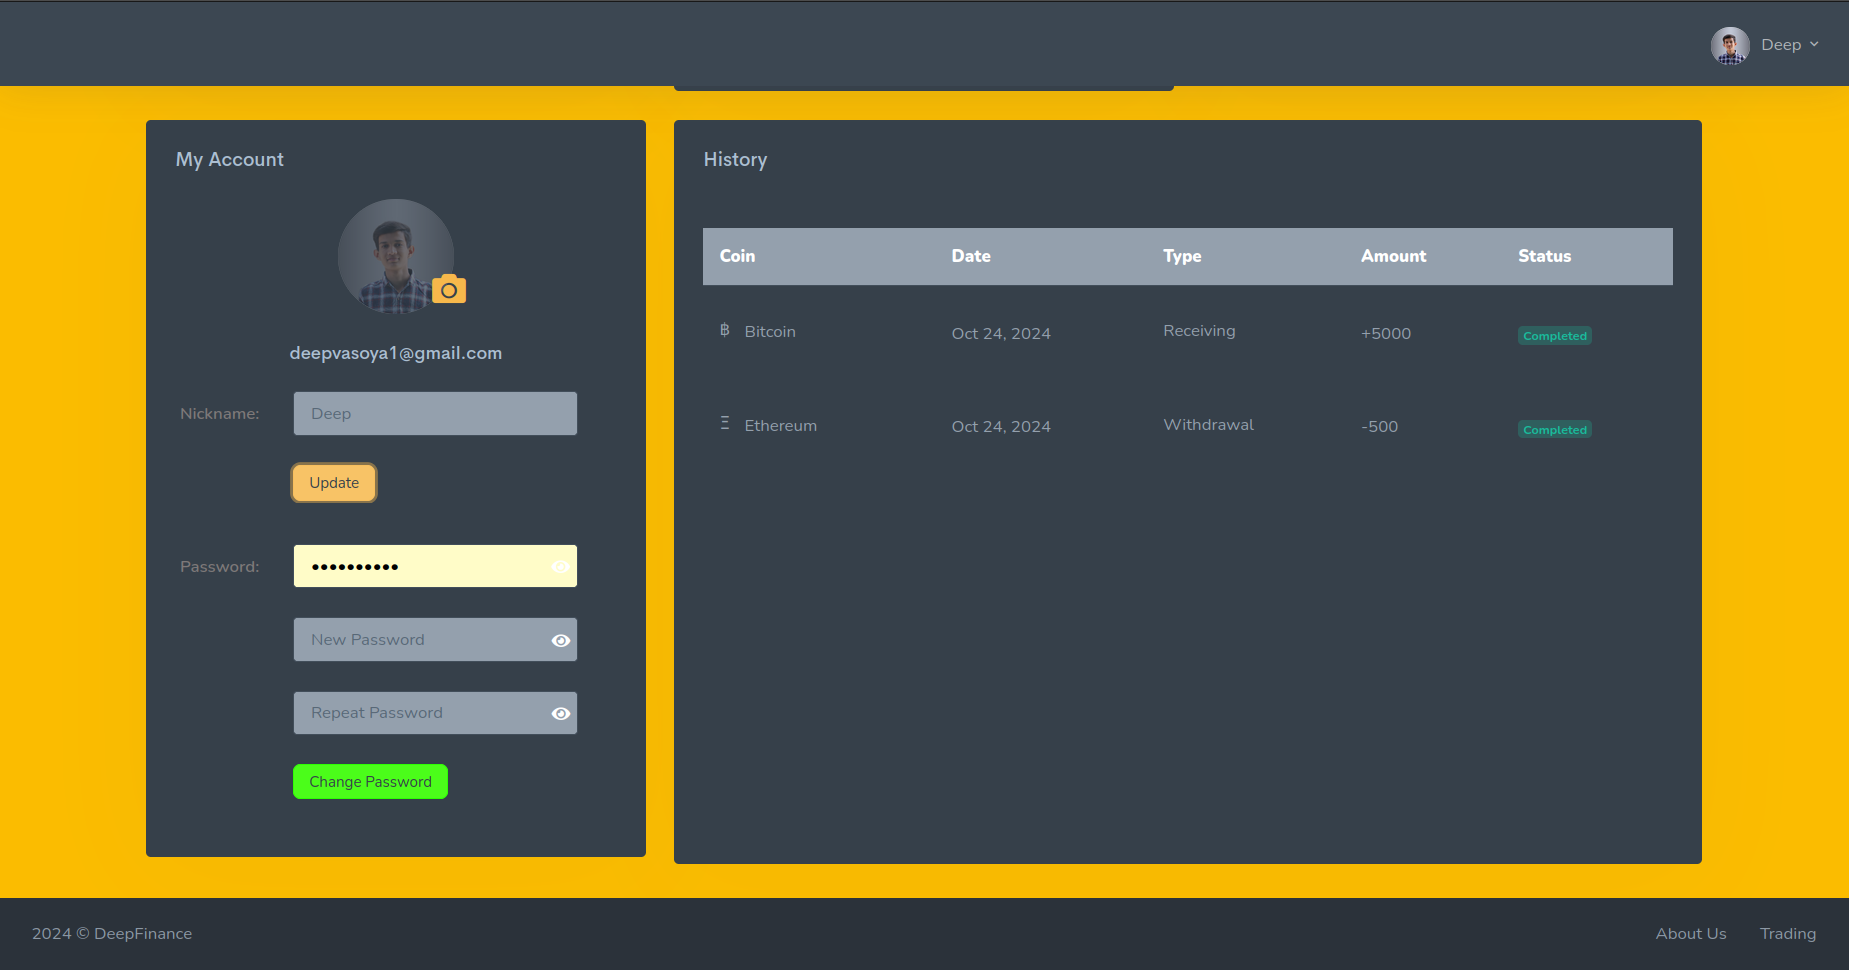 Deep
My Account
deepvasoya1@gmail.com
Nickname: Deep
Update
Password: ••••••••••
New Password
Repeat Password
Change Password
History
Coin Date Type Amount Status
฿ Bitcoin Oct 24, 2024 Receiving +5000 Completed
Ξ Ethereum Oct 24, 2024 Withdrawal -500 Completed
2024 © DeepFinance About Us Trading